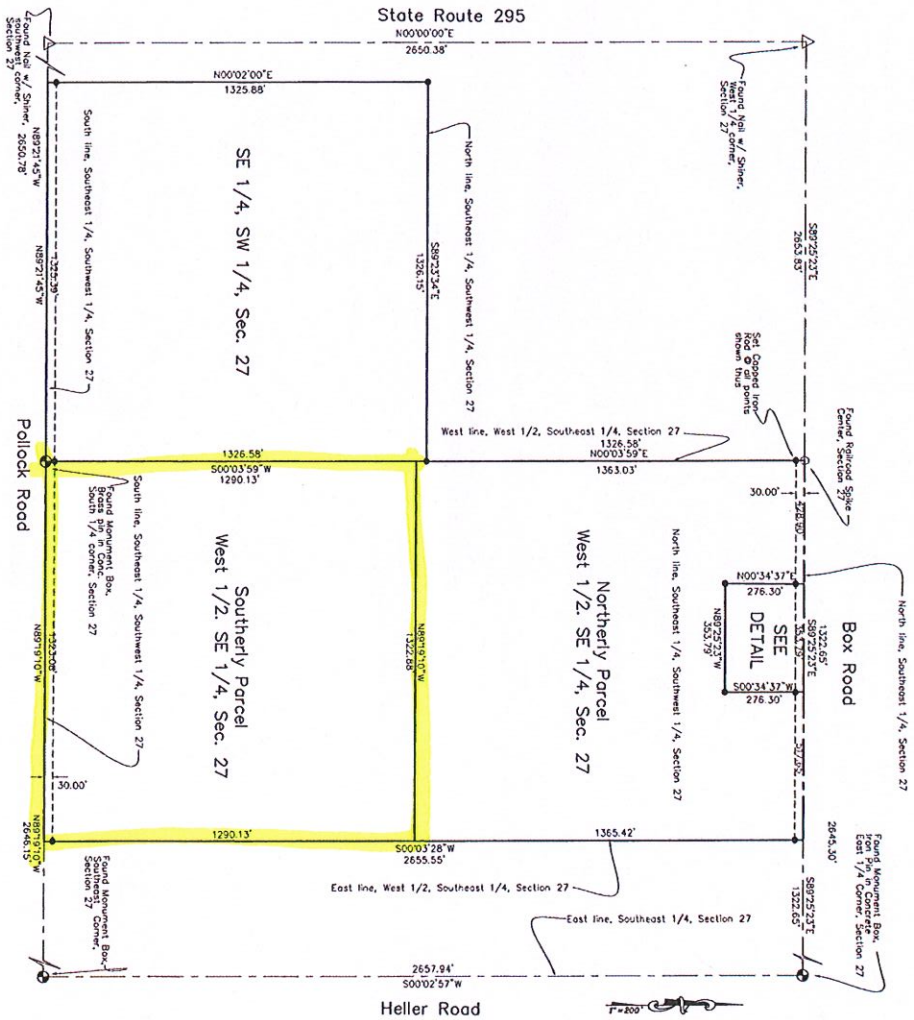 State Route 295
N00°00'00"E
2650.38'
Found Nail w/ Shiner,
southwest corner,
Section 27
Found Nail w/ Shiner,
West 1/4 corner,
Section 27
N00°02'00"E
1325.88'
South line, Southeast 1/4, Southwest 1/4, Section 27
N89°21'45"W
2650.78'
SE 1/4, SW 1/4, Sec. 27
North line, Southeast 1/4, Southwest 1/4, Section 27
S89°23'34"E
1326.15'
S89°25'23"E
2653.83'
Set Capped Iron
Rod @ all points
shown thus
Found Railroad Spike
Center, Section 27
1325.39'
N89°21'45"W
Pollock Road
West line, West 1/2, Southeast 1/4, Section 27
1326.58'
N00°03'59"E
1363.03'
1326.58'
S00°03'59"W
1290.13'
30.00'
North line, Southeast 1/4, Section 27
Found Monument Box,
Brass pin in Conc.
South 1/4 corner, Section 27
South line, Southeast 1/4, Southwest 1/4, Section 27
Southerly Parcel
West 1/2. SE 1/4, Sec. 27
N89°19'10"W
1322.88'
Northerly Parcel
West 1/2. SE 1/4, Sec. 27
North line, Southeast 1/4, Southwest 1/4, Section 27
N00°34'37"E
276.30'
N89°25'23"W
353.79'
SEE
DETAIL
353.79'
S00°34'37"W
276.30'
1322.65'
S89°25'23"E
Box Road
1323.08'
N89°19'10"W
30.00'
1290.13'
S00°03'28"W
2655.55'
1365.42'
N89°19'10"W
2646.15'
2645.30'
S89°25'23"E
1322.65'
East line, West 1/2, Southeast 1/4, Section 27
Found Monument Box,
Southeast Corner,
Section 27
Found Monument Box,
Iron Pin in Concrete
East 1/4 Corner, Section 27
East line, Southeast 1/4, Section 27
2657.94'
S00°02'57"W
Heller Road
1"=200'